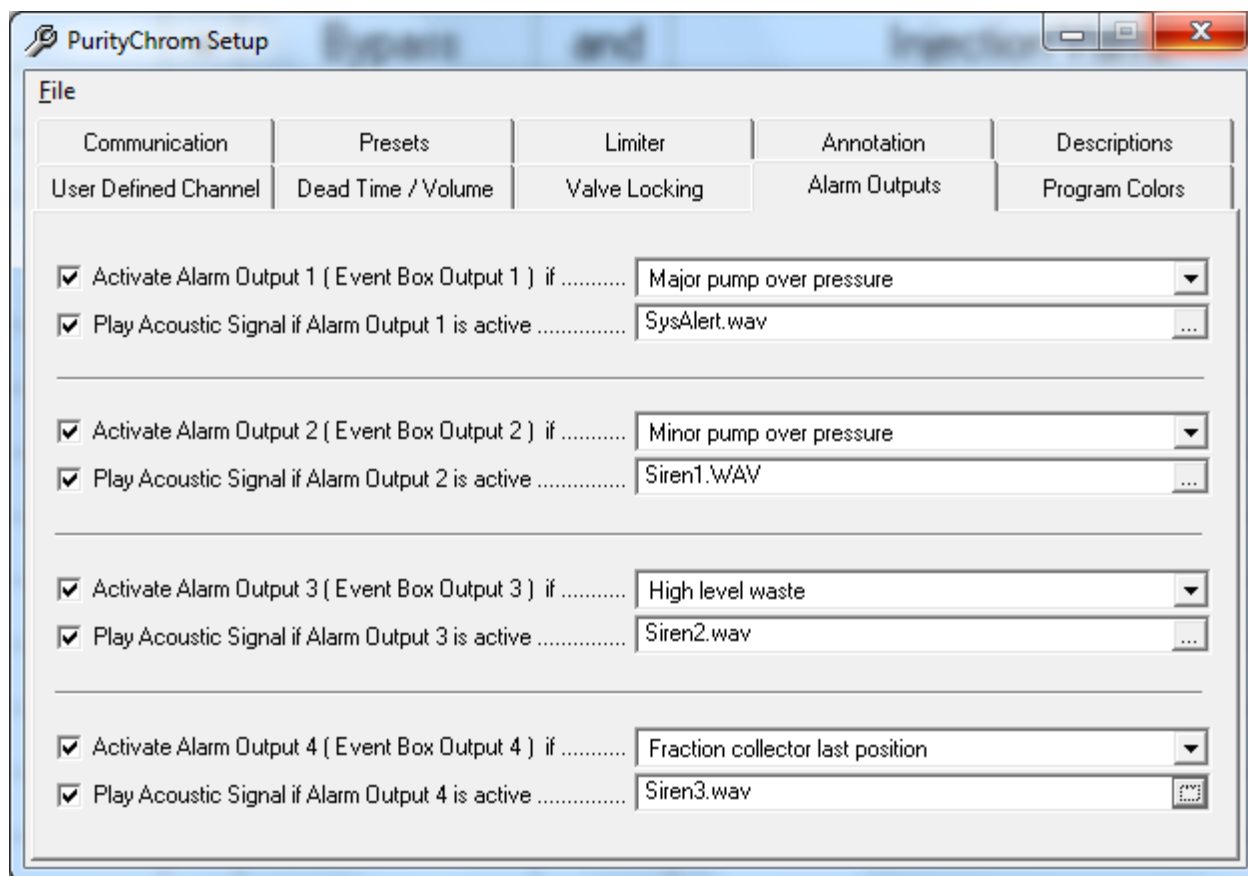 Bypass and Injection
PurityChrom Setup
File
Communication Presets Limiter Annotation Descriptions
User Defined Channel Dead Time / Volume Valve Locking Alarm Outputs Program Colors
Activate Alarm Output 1 ( Event Box Output 1 ) if ........... Major pump over pressure
Play Acoustic Signal if Alarm Output 1 is active ............... SysAlert.wav ...
Activate Alarm Output 2 ( Event Box Output 2 ) if ........... Minor pump over pressure
Play Acoustic Signal if Alarm Output 2 is active ............... Siren1.WAV ...
Activate Alarm Output 3 ( Event Box Output 3 ) if ........... High level waste
Play Acoustic Signal if Alarm Output 3 is active ............... Siren2.wav ...
Activate Alarm Output 4 ( Event Box Output 4 ) if ........... Fraction collector last position
Play Acoustic Signal if Alarm Output 4 is active ............... Siren3.wav ...